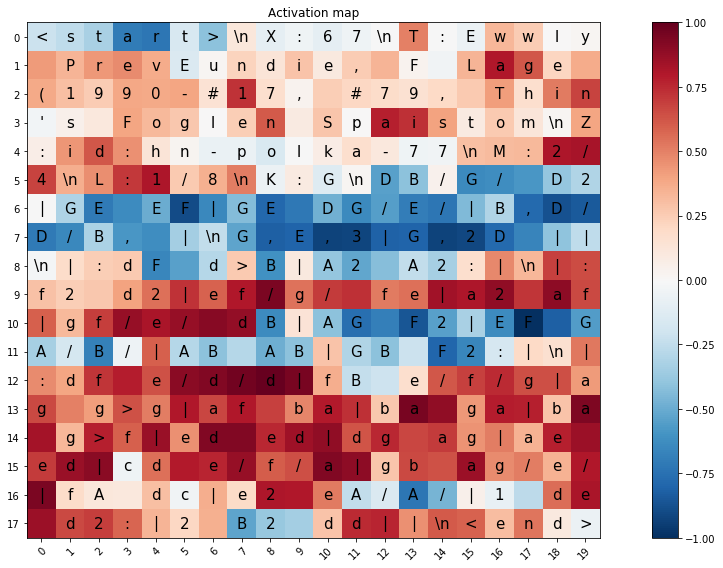 Activation map
0 < s t a r t > \n X : 6 7 \n T : E w w l y
1 P r e v E u n d i e , F L a g e
2 ( 1 9 9 0 - # 1 7 , # 7 9 , T h i n
3 ' s F o g l e n S p a i s t o m \n Z
4 : i d : h n - p o l k a - 7 7 \n M : 2 /
5 4 \n L : 1 / 8 \n K : G \n D B / G / D 2
6 | G E E F | G E D G / E / | B , D /
7 D / B , | \n G , E , 3 | G , 2 D | |
8 \n | : d F d > B | A 2 A 2 : | \n | :
9 f 2 d 2 | e f / g / f e | a 2 a f
10 | g f / e / d B | A G F 2 | E F G
11 A / B / | A B A B | G B F 2 : | \n |
12 : d f e / d / d | f B e / f / g | a
13 g g > g | a f b a | b a g a | b a
14 g > f | e d e d | d g a g | a e
15 e d | c d e / f / a | g b a g / e /
16 | f A d c | e 2 e A / A / | 1 d e
17 d 2 : | 2 B 2 d d | | \n < e n d >
0 1 2 3 4 5 6 7 8 9 10 11 12 13 14 15 16 17 18 19
1.00
0.75
0.50
0.25
0.00
−0.25
−0.50
−0.75
−1.00